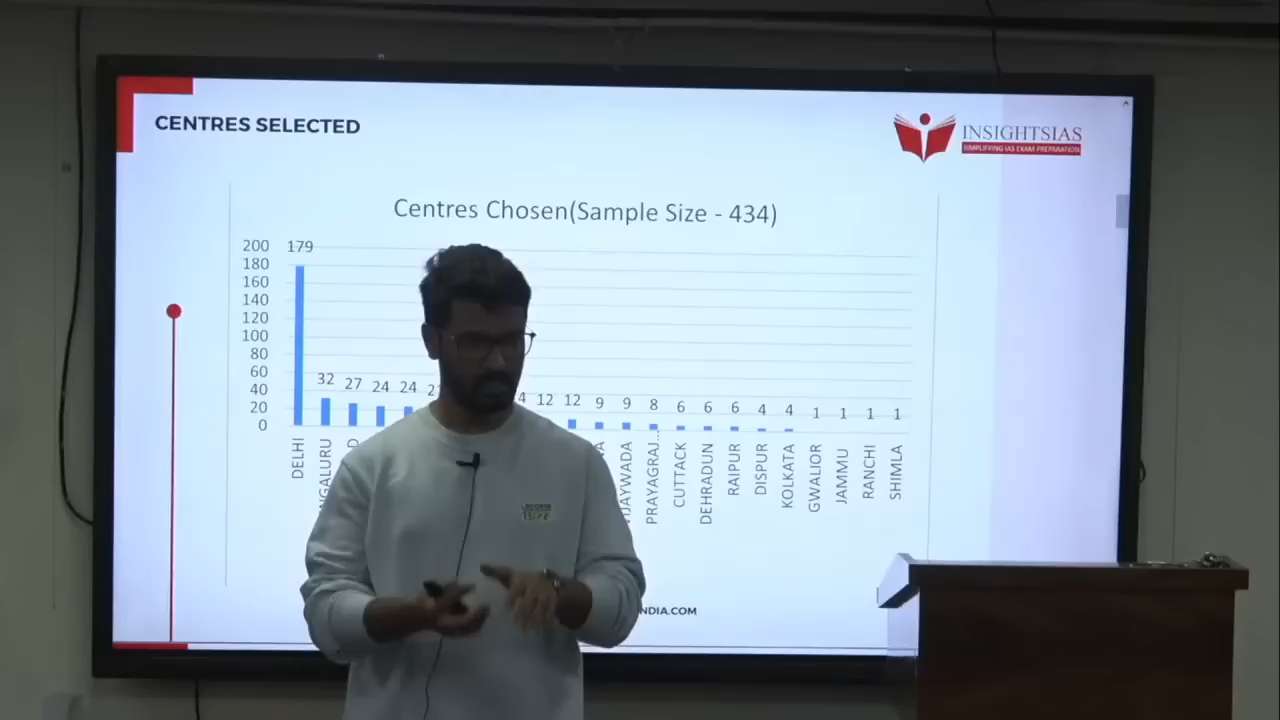 CENTRES SELECTED
INSIGHTSIAS
SIMPLIFYING IAS EXAM PREPARATION
Centres Chosen(Sample Size - 434)
200
180
160
140
120
100
80
60
40
20
0
179
32
27
24
24
12
12
9
9
8
6
6
6
4
4
1
1
1
1
DELHI
PRAYAGRAJ...
CUTTACK
DEHRADUN
RAIPUR
DISPUR
KOLKATA
GWALIOR
JAMMU
RANCHI
SHIMLA